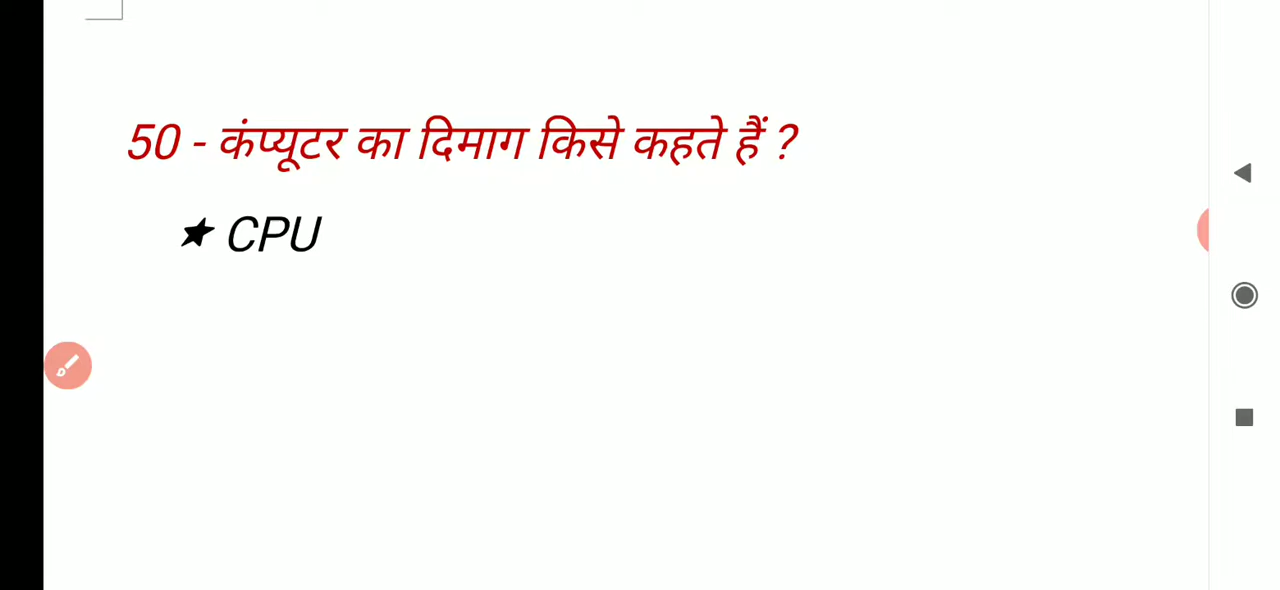 50 - कंप्यूटर का दिमाग किसे कहते हैं ?
★ CPU